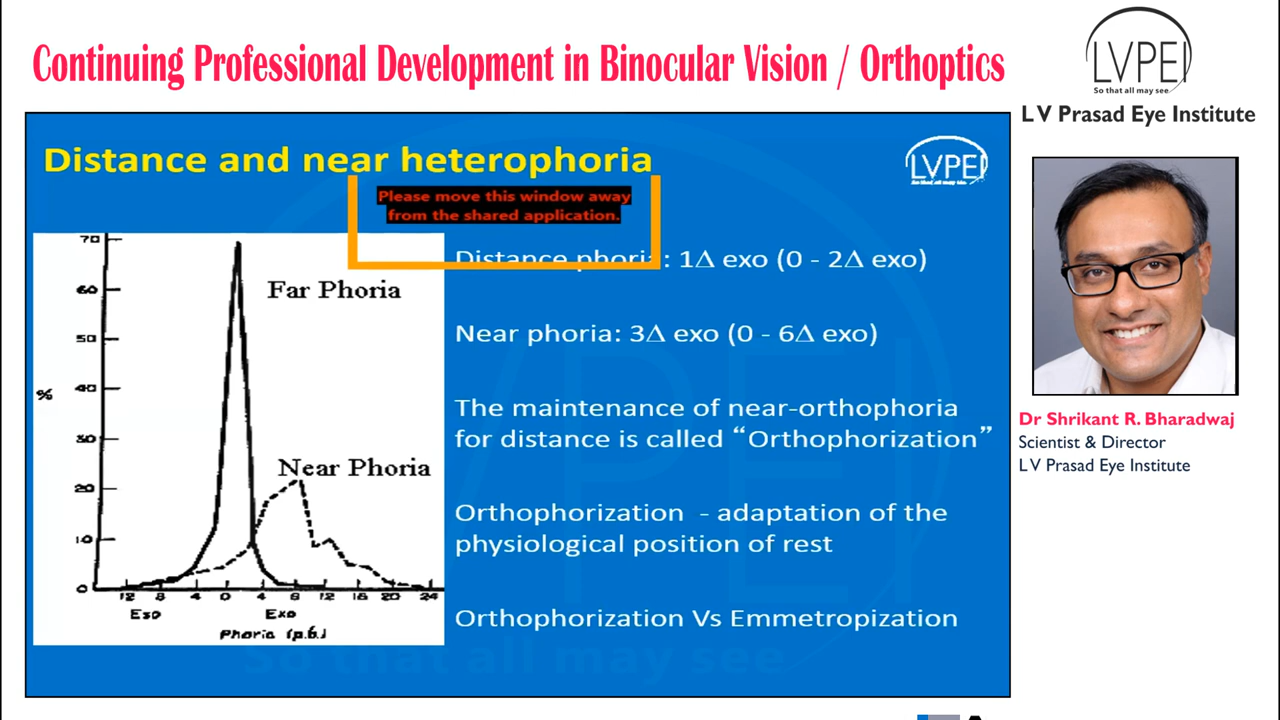 Continuing Professional Development in Binocular Vision / Orthoptics
LVPEI
So that all may see
L V Prasad Eye Institute
Distance and near heterophoria
LVPEI
Please move this window away
from the shared application.
Distance phoria: 1Δ exo (0 - 2Δ exo)
Near phoria: 3Δ exo (0 - 6Δ exo)
The maintenance of near-orthophoria
for distance is called “Orthophorization”
Orthophorization - adaptation of the
physiological position of rest
Orthophorization Vs Emmetropization
So that all may see
70
60
50
%
40
30
20
10
0
Far Phoria
Near Phoria
12 8 4 0 4 8 12 16 20 24
Eso Exo
Phoria (p.δ.)
Dr Shrikant R. Bharadwaj
Scientist & Director
L V Prasad Eye Institute